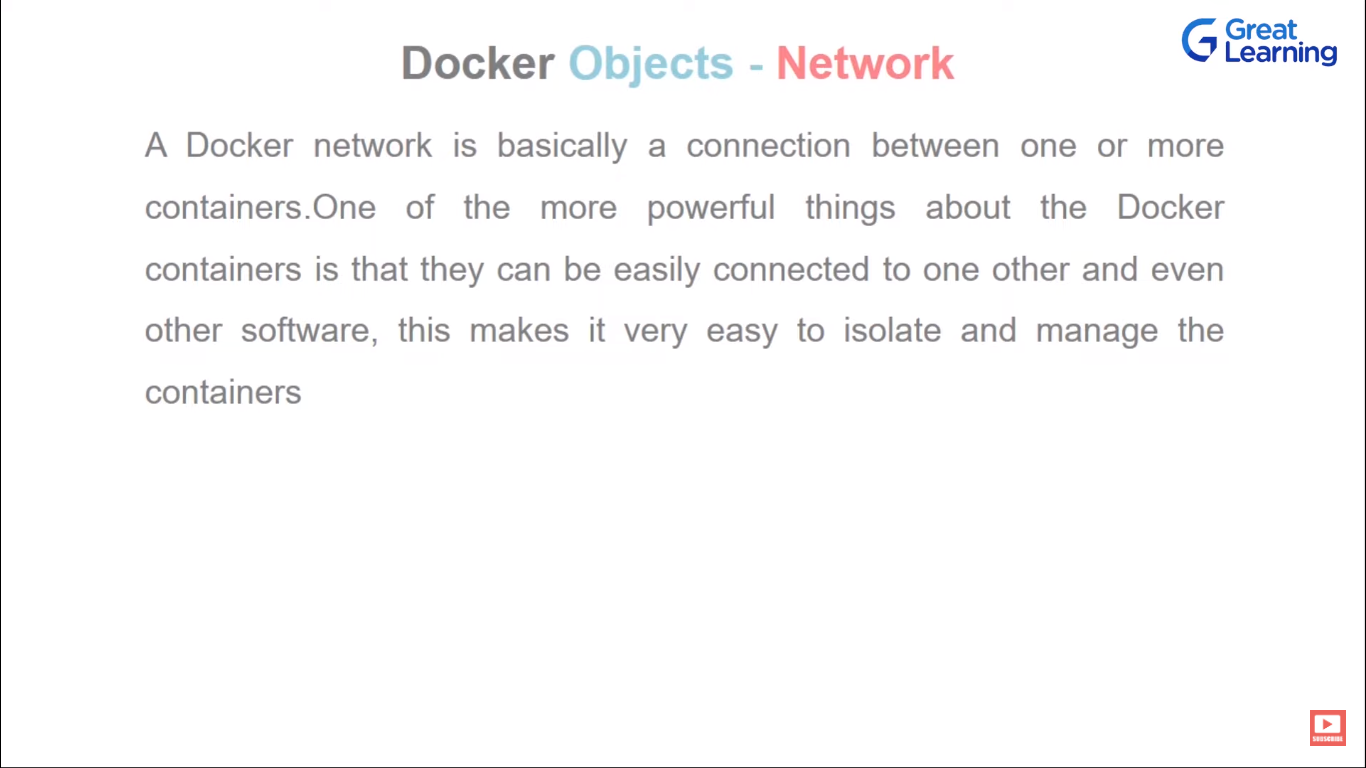 Great
Learning
Docker Objects - Network
A Docker network is basically a connection between one or more
containers.One of the more powerful things about the Docker
containers is that they can be easily connected to one other and even
other software, this makes it very easy to isolate and manage the
containers
SUBSCRIBE